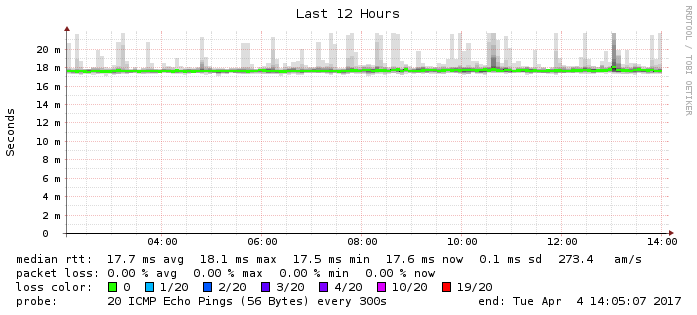 Last 12 Hours
RRDTOOL / TOBI OETIKER
Seconds
20 m
18 m
16 m
14 m
12 m
10 m
8 m
6 m
4 m
2 m
0
04:00 06:00 08:00 10:00 12:00 14:00
median rtt: 17.7 ms avg 18.1 ms max 17.5 ms min 17.6 ms now 0.1 ms sd 273.4 am/s
packet loss: 0.00 % avg 0.00 % max 0.00 % min 0.00 % now
loss color: 0 1/20 2/20 3/20 4/20 10/20 19/20
probe: 20 ICMP Echo Pings (56 Bytes) every 300s end: Tue Apr 4 14:05:07 2017